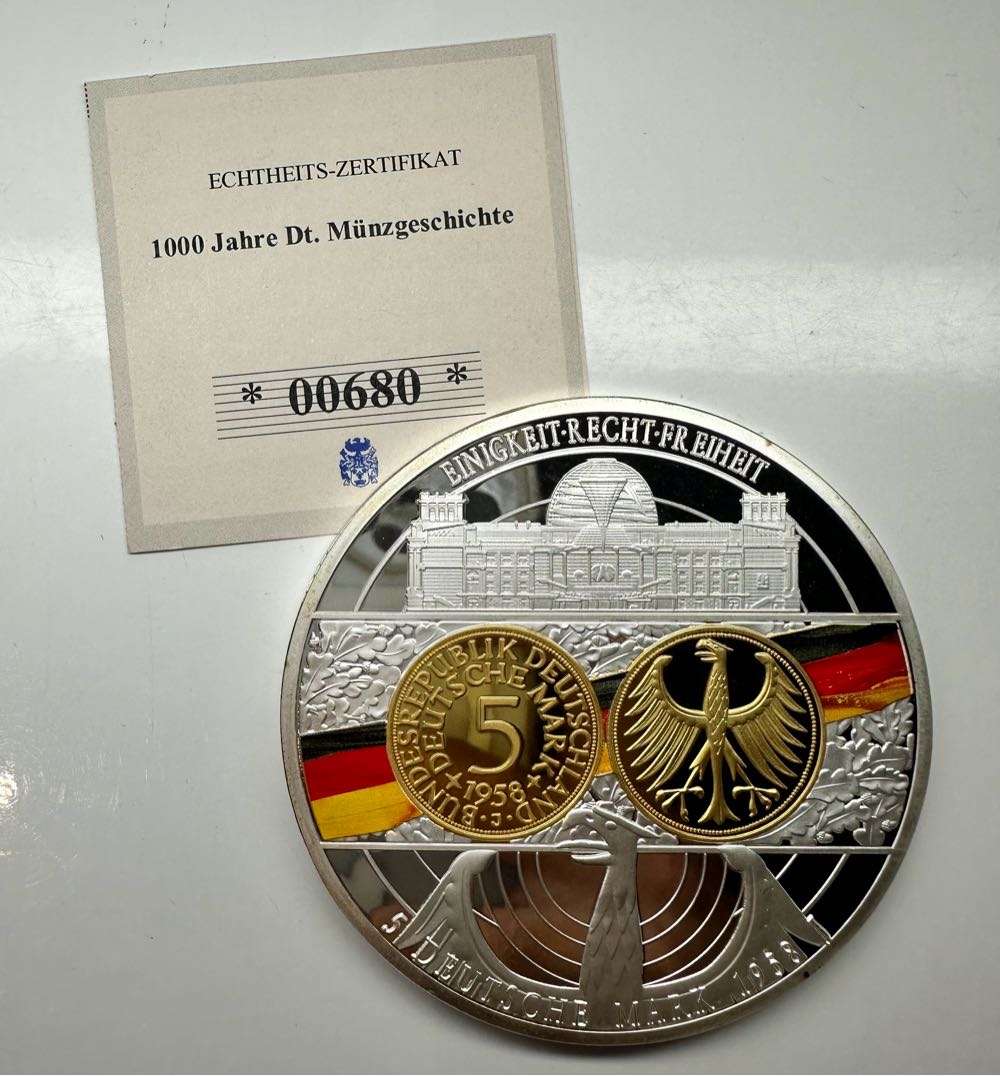 ECHTHEITS-ZERTIFIKAT
1000 Jahre Dt. Münzgeschichte
* 00680 *
EINIGKEIT·RECHT·FREIHEIT
BUNDESREPUBLIK DEUTSCHLAND
DEUTSCHE MARK
5
1958
·J·
5 DEUTSCHE MARK 1958